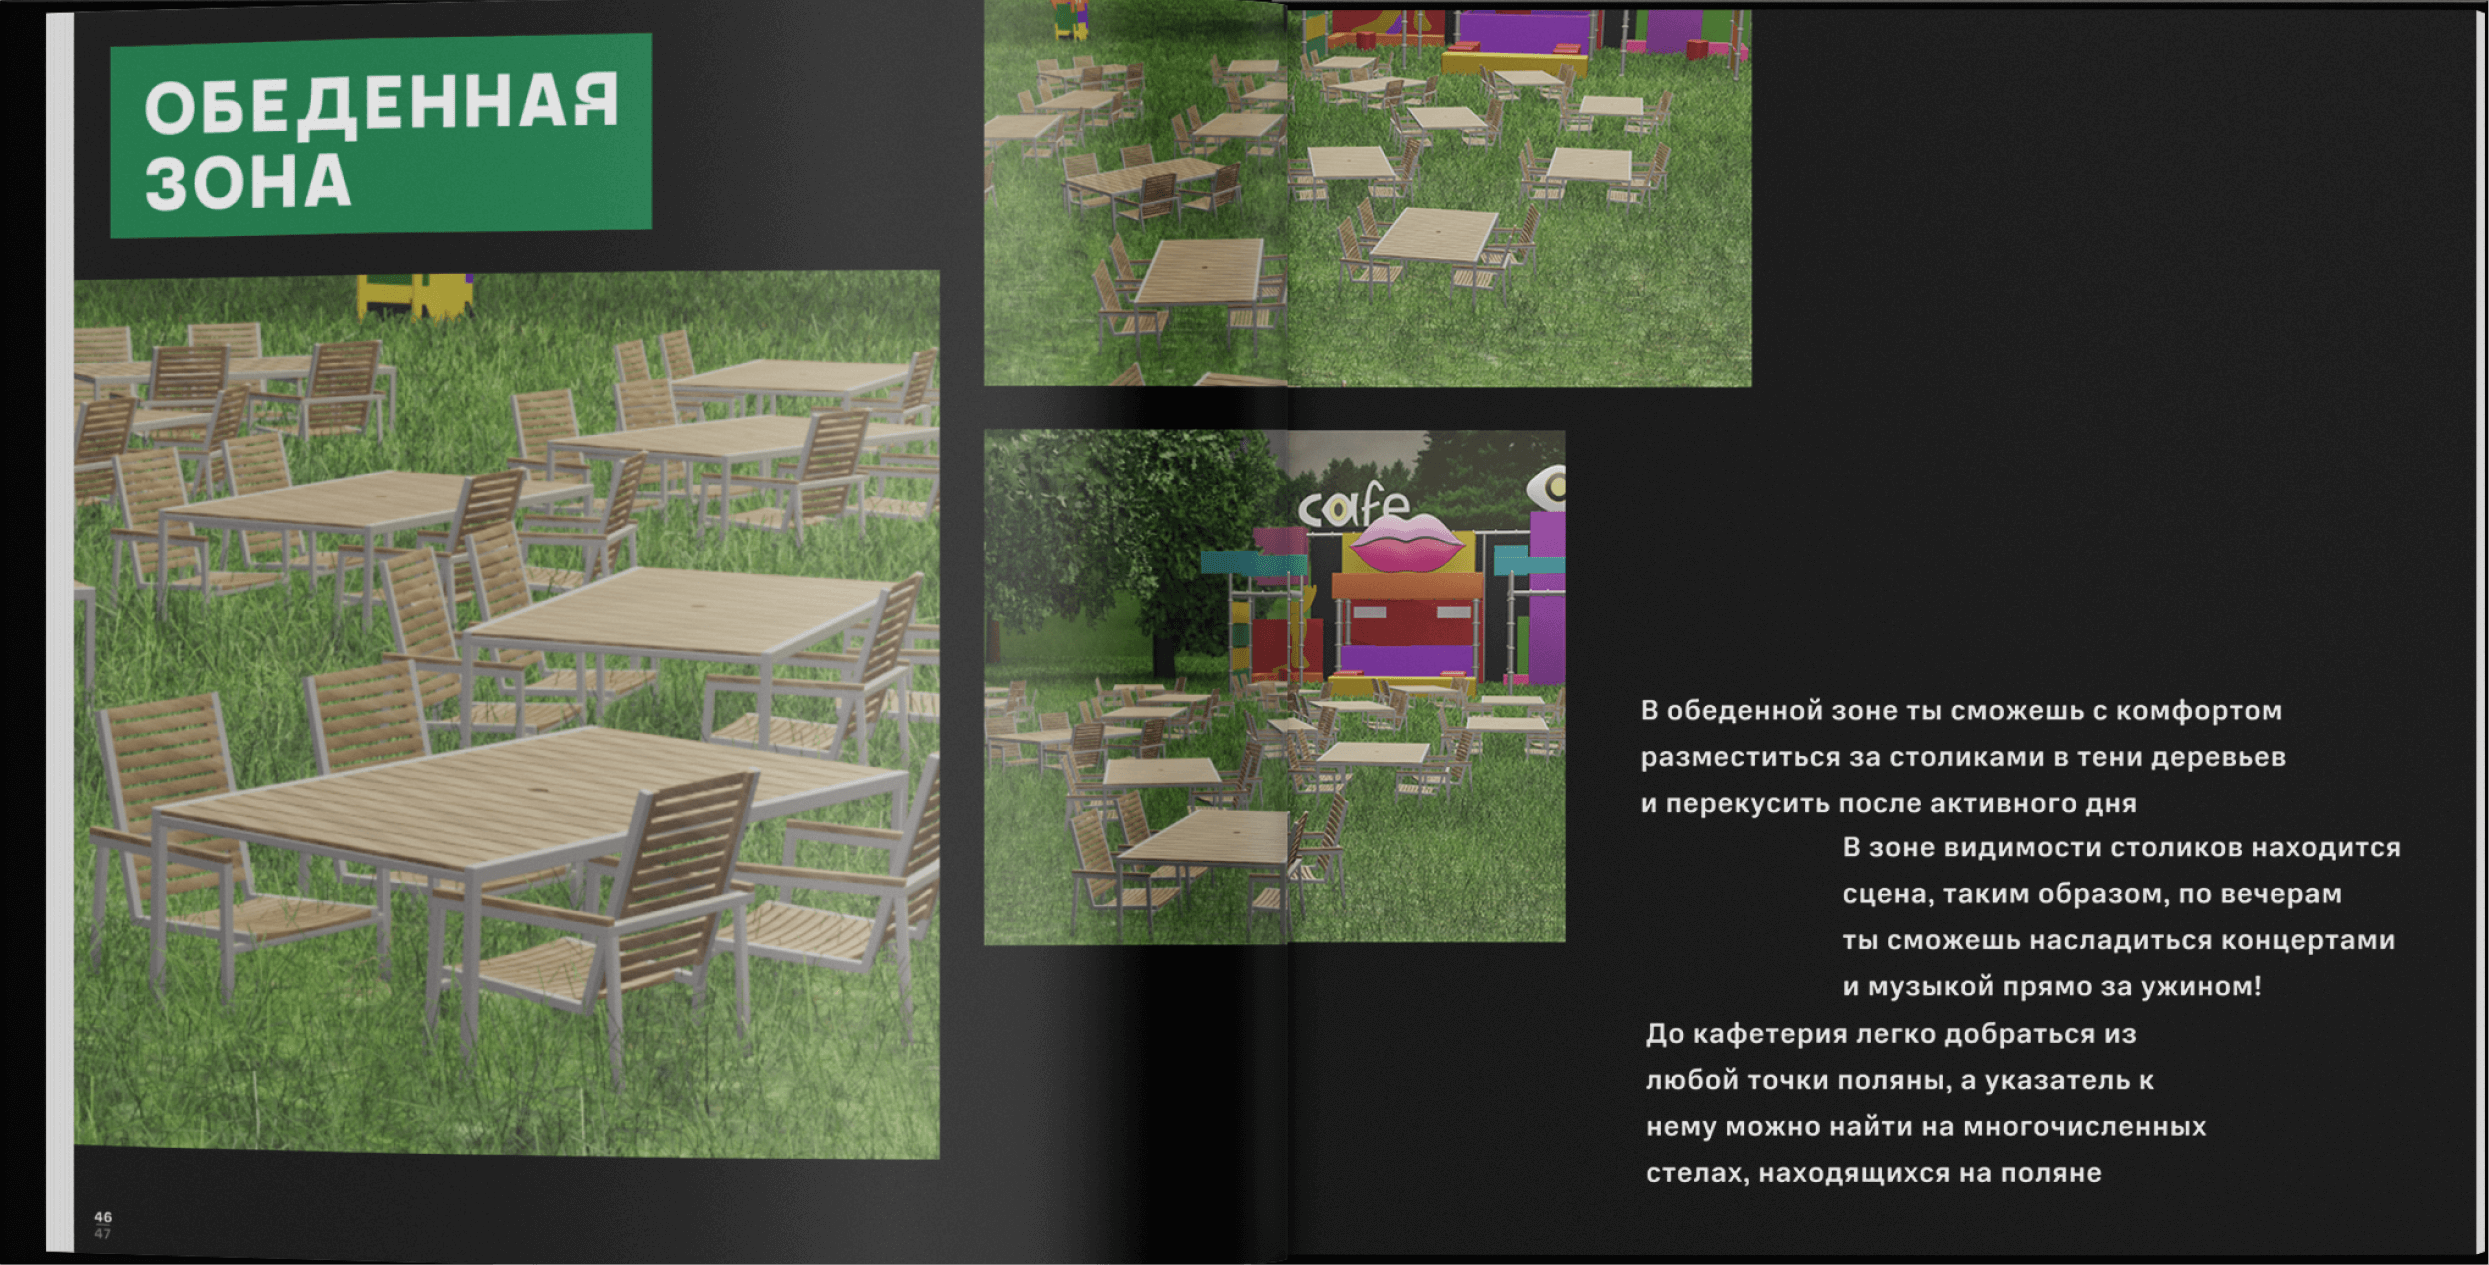 ОБЕДЕННАЯ
ЗОНА
cafe
В обеденной зоне ты сможешь с комфортом
разместиться за столиками в тени деревьев
и перекусить после активного дня
В зоне видимости столиков находится
сцена, таким образом, по вечерам
ты сможешь насладиться концертами
и музыкой прямо за ужином!
До кафетерия легко добраться из
любой точки поляны, а указатель к
нему можно найти на многочисленных
стелах, находящихся на поляне
46
47